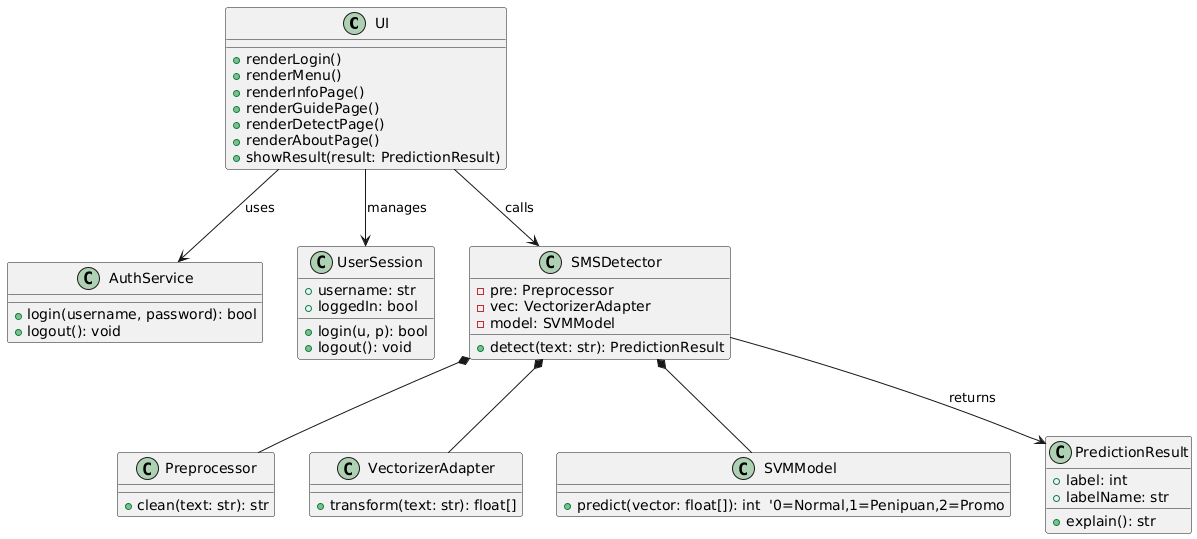 C UI
renderLogin()
renderMenu()
renderInfoPage()
renderGuidePage()
renderDetectPage()
renderAboutPage()
showResult(result: PredictionResult)
uses
manages
calls
C AuthService
login(username, password): bool
logout(): void
C UserSession
username: str
loggedIn: bool
login(u, p): bool
logout(): void
C SMSDetector
pre: Preprocessor
vec: VectorizerAdapter
model: SVMModel
detect(text: str): PredictionResult
returns
C Preprocessor
clean(text: str): str
C VectorizerAdapter
transform(text: str): float[]
C SVMModel
predict(vector: float[]): int  '0=Normal,1=Penipuan,2=Promo
C PredictionResult
label: int
labelName: str
explain(): str